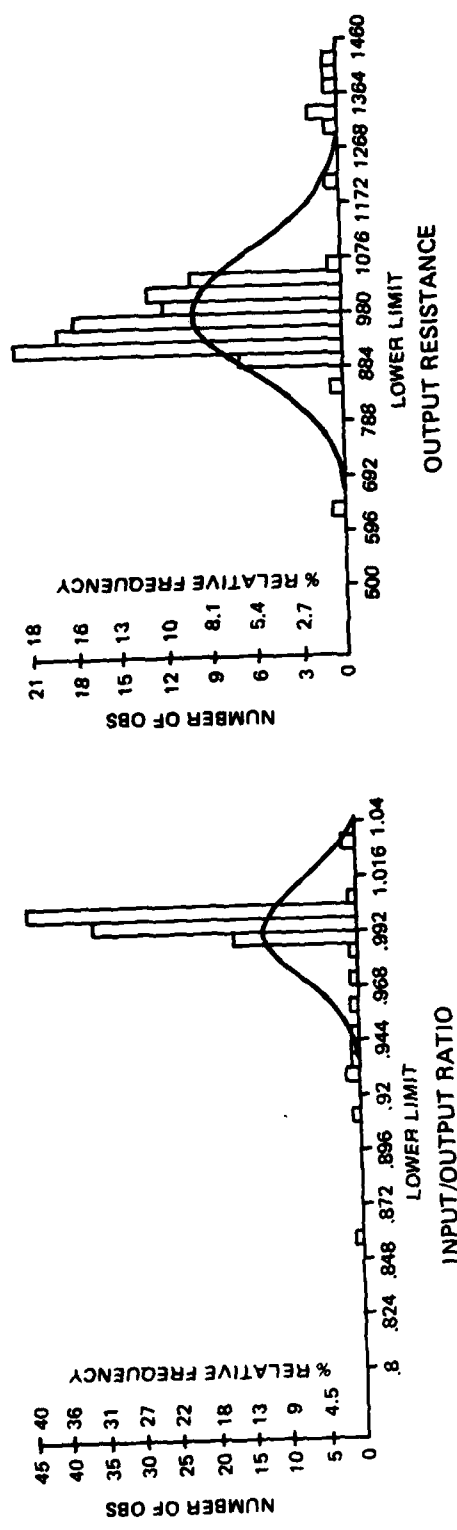 NUMBER OF OBS
% RELATIVE FREQUENCY
45 40
40 36
35 31
30 27
25 22
20 18
15 13
10 9
5 4.5
0
.8 .824 .848 .872 .896 .92 .944 .968 .992 1.016 1.04
LOWER LIMIT
INPUT/OUTPUT RATIO
NUMBER OF OBS
% RELATIVE FREQUENCY
21 18
18 16
15 13
12 10
9 8.1
6 5.4
3 2.7
0
500 596 692 788 884 980 1076 1172 1268 1364 1460
LOWER LIMIT
OUTPUT RESISTANCE